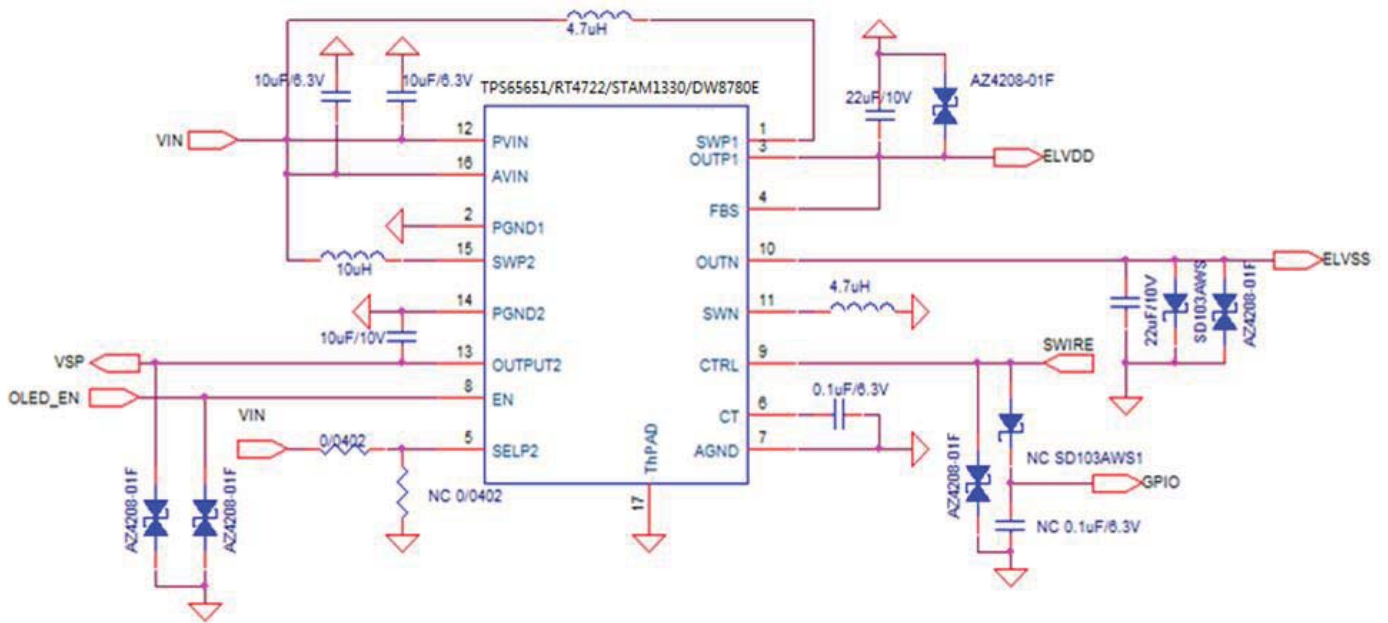 4.7uH
10uF/6.3V
10uF/6.3V
TPS65651/RT4722/STAM1330/DW8780E
22uF/10V
AZ4208-01F
VIN
12
PVIN
SWP1
1
OUTP1
3
ELVDD
16
AVIN
FBS
4
2
PGND1
15
SWP2
10uH
OUTN
10
ELVSS
14
PGND2
10uF/10V
SWN
11
4.7uH
22uF/10V
SD103AWS
AZ4208-01F
VSP
13
OUTPUT2
CTRL
9
SWIRE
OLED_EN
8
EN
CT
6
0.1uF/6.3V
VIN
0/0402
5
SELP2
AGND
7
ThPAD
17
NC 0/0402
AZ4208-01F
AZ4208-01F
AZ4208-01F
NC SD103AWS1
GPIO
NC 0.1uF/6.3V